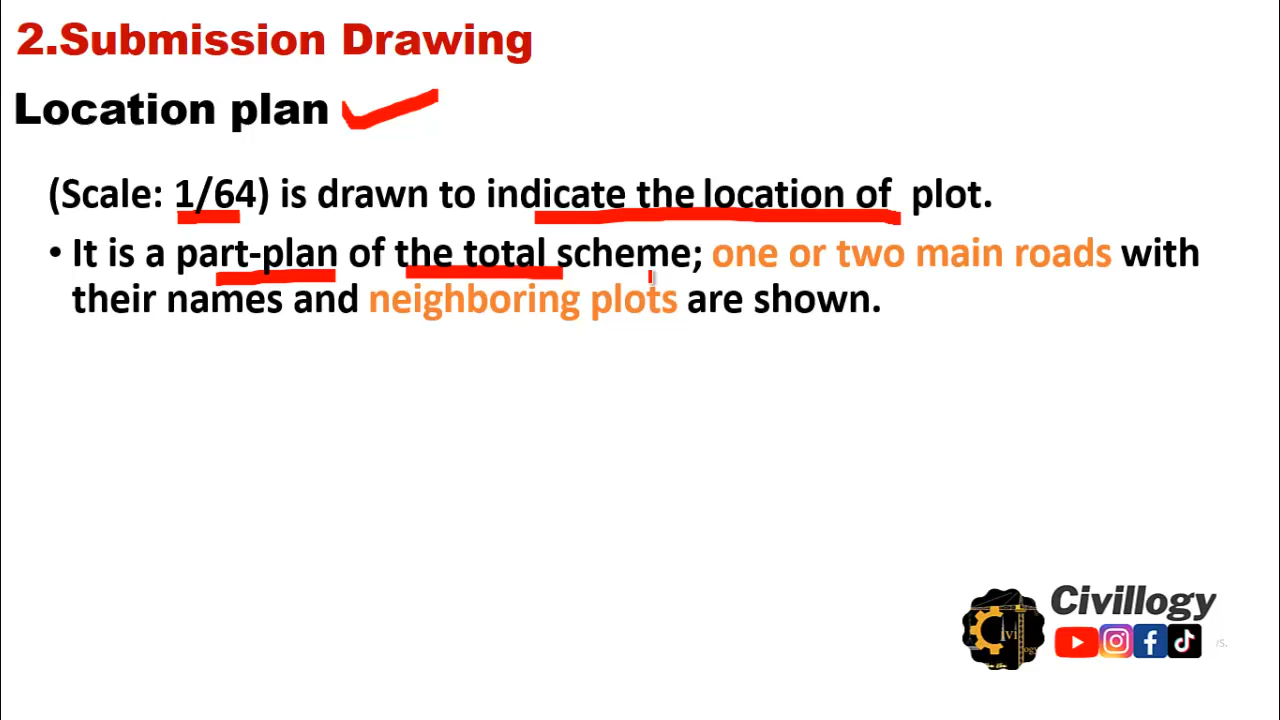 2.Submission Drawing
Location plan
(Scale: 1/64) is drawn to indicate the location of plot.
• It is a part-plan of the total scheme; one or two main roads with
their names and neighboring plots are shown.
Civillogy